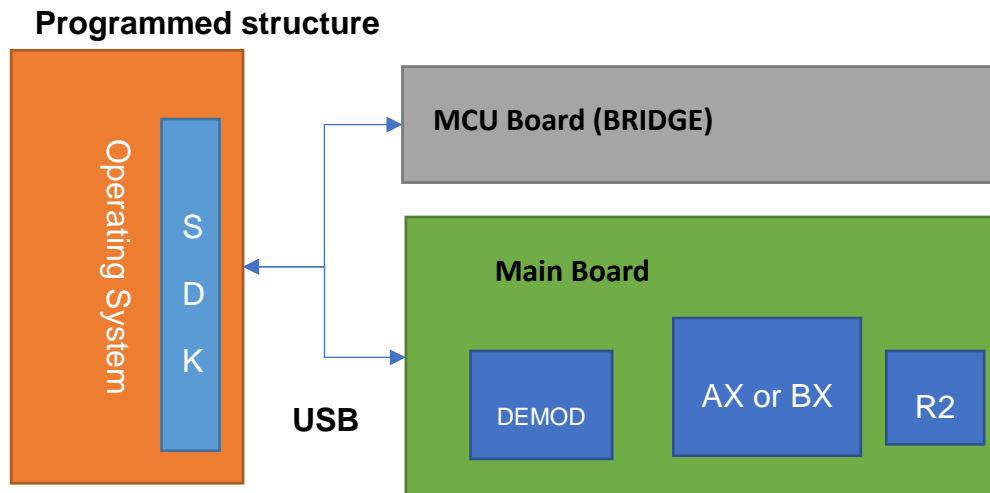 Programmed structure
Operating System
S
D
K
MCU Board (BRIDGE)
Main Board
DEMOD
AX or BX
R2
USB